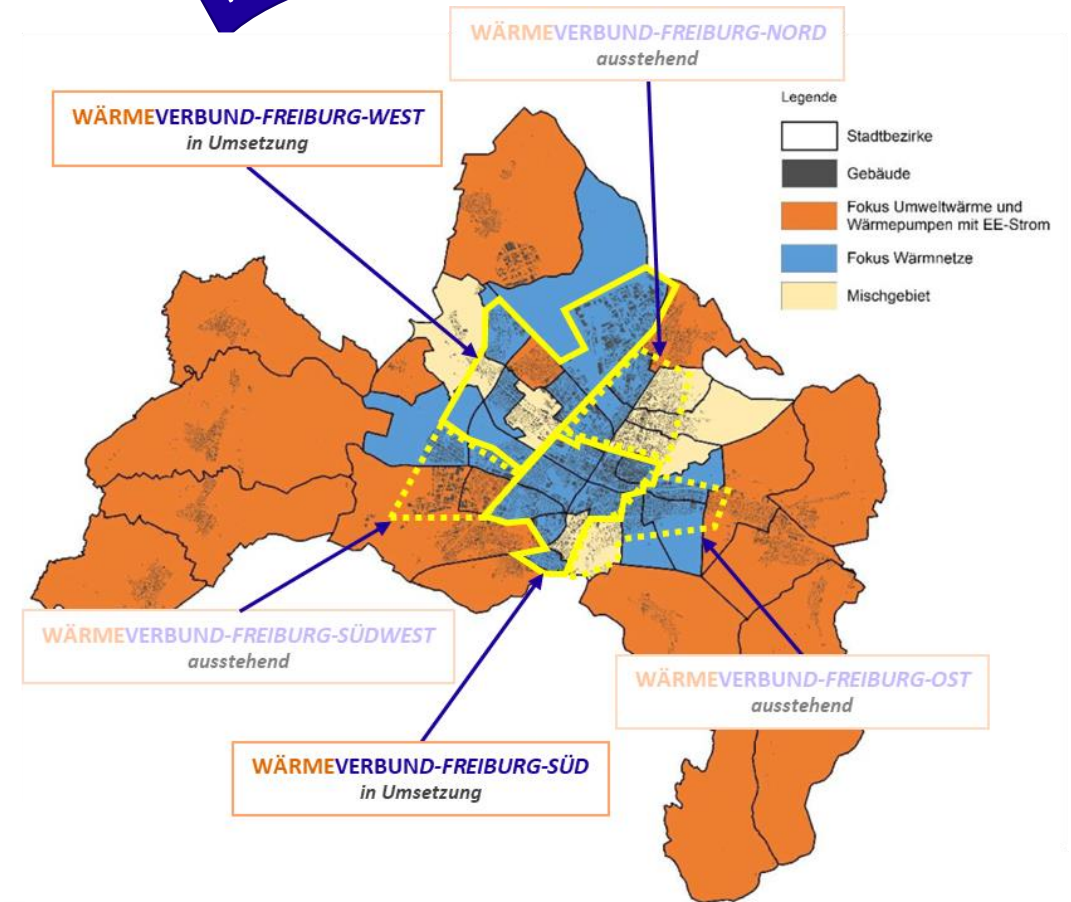 WÄRMEVERBUND-FREIBURG-NORD
ausstehend
WÄRMEVERBUND-FREIBURG-WEST
in Umsetzung
Legende
Stadtbezirke
Gebäude
Fokus Umweltwärme und
Wärmepumpen mit EE-Strom
Fokus Wärmnetze
Mischgebiet
WÄRMEVERBUND-FREIBURG-SÜDWEST
ausstehend
WÄRMEVERBUND-FREIBURG-OST
ausstehend
WÄRMEVERBUND-FREIBURG-SÜD
in Umsetzung